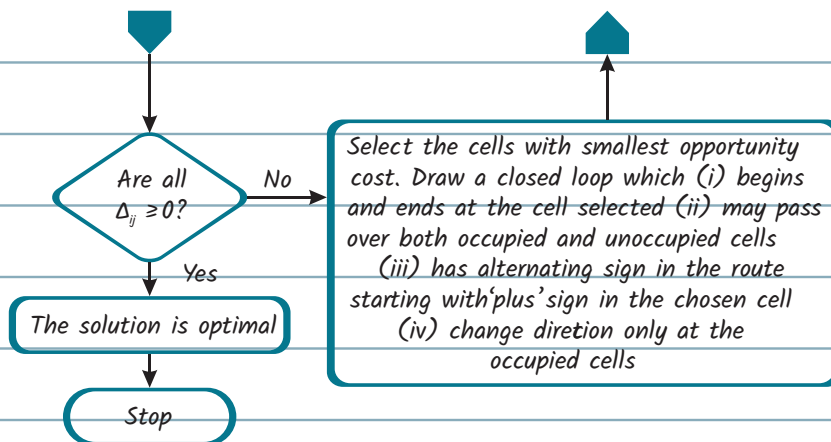 Are all
Δij ≥0?
No
Yes
The solution is optimal
Stop
Select the cells with smallest opportunity
cost. Draw a closed loop which (i) begins
and ends at the cell selected (ii) may pass
over both occupied and unoccupied cells
(iii) has alternating sign in the route
starting with‘plus’sign in the chosen cell
(iv) change diretion only at the
occupied cells